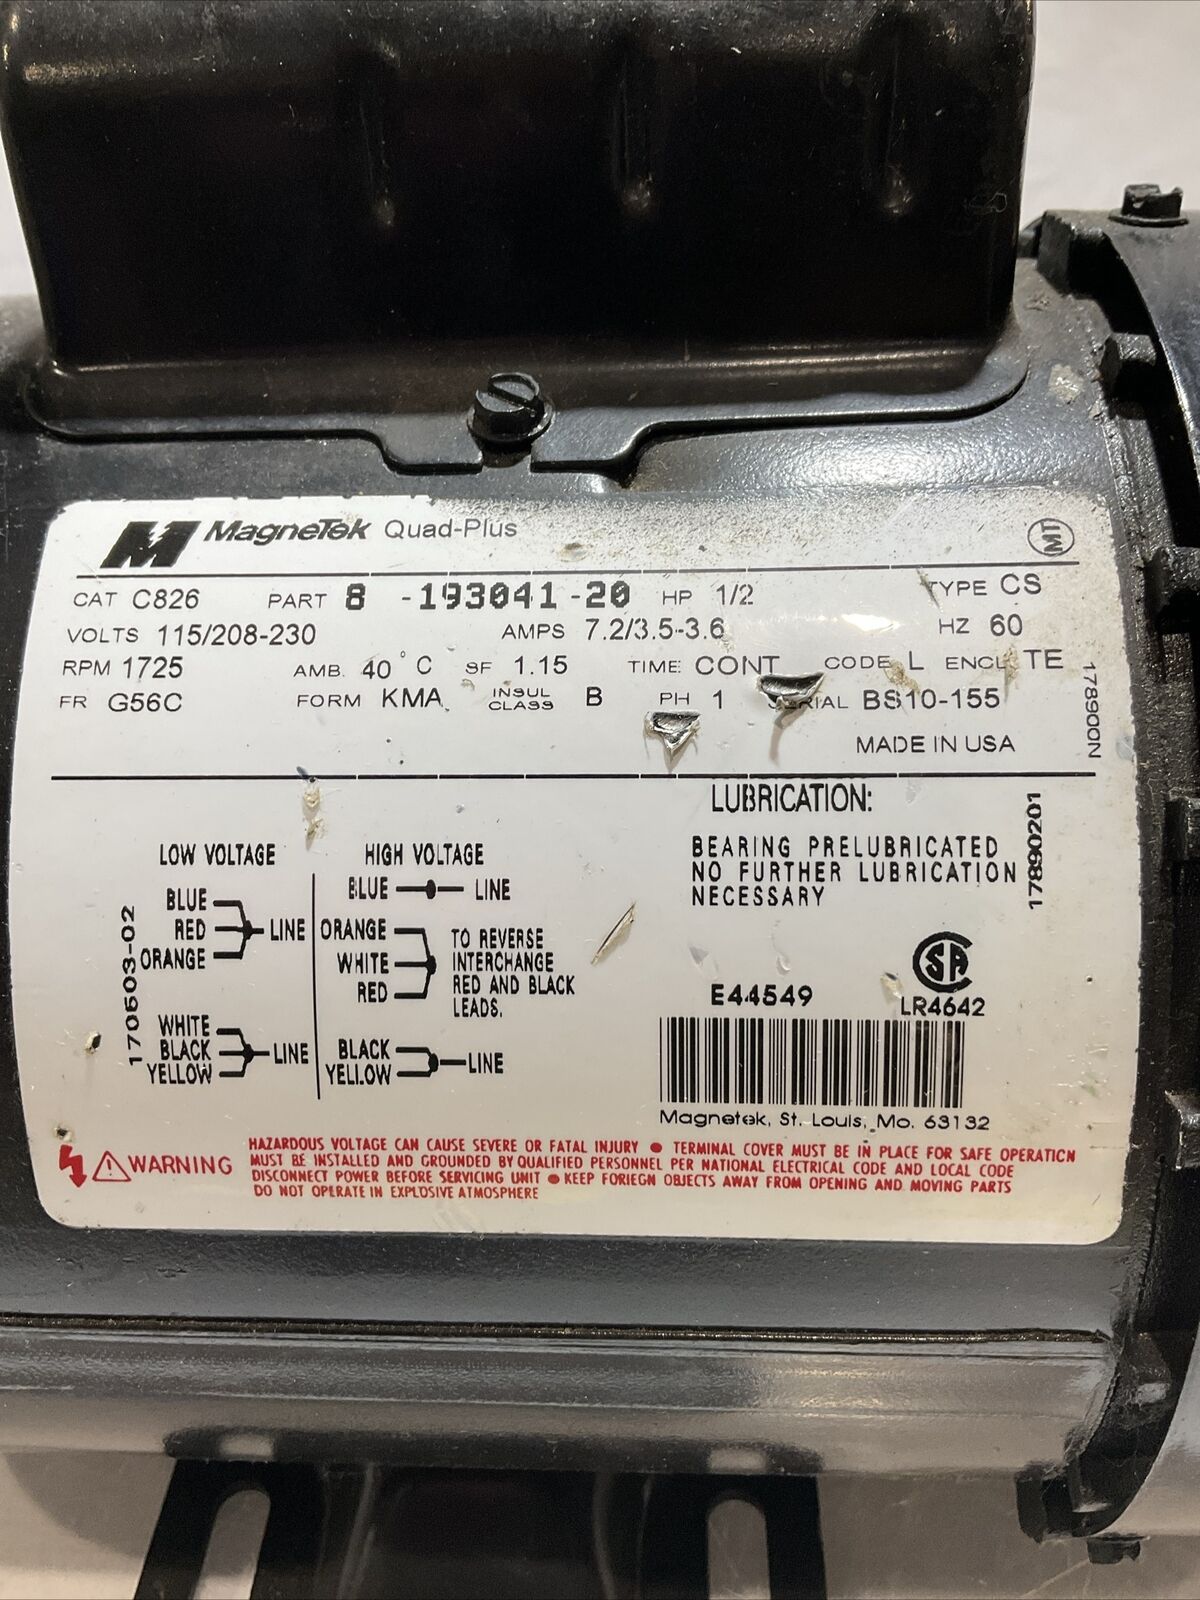 MagneTek Quad-Plus
MT
CAT C826 PART 8 -193041-20 HP 1/2 TYPE CS
VOLTS 115/208-230 AMPS 7.2/3.5-3.6 HZ 60
RPM 1725 AMB. 40°C SF 1.15 TIME: CONT CODE L ENCL TE
FR G56C FORM KMA INSUL CLASS B PH 1 SERIAL BS10-155
MADE IN USA
178900N
LUBRICATION:
BEARING PRELUBRICATED
NO FURTHER LUBRICATION
NECESSARY
17890201
LOW VOLTAGE
BLUE
RED
ORANGE
LINE
WHITE
BLACK
YELLOW
LINE
170503-02
HIGH VOLTAGE
BLUE LINE
ORANGE
WHITE
RED
TO REVERSE
INTERCHANGE
RED AND BLACK
LEADS.
BLACK
YELLOW
LINE
E44549
SA
LR4642
Magnetek, St. Louis, Mo. 63132
WARNING
HAZARDOUS VOLTAGE CAN CAUSE SEVERE OR FATAL INJURY ● TERMINAL COVER MUST BE IN PLACE FOR SAFE OPERATION
MUST BE INSTALLED AND GROUNDED BY QUALIFIED PERSONNEL PER NATIONAL ELECTRICAL CODE AND LOCAL CODE
DISCONNECT POWER BEFORE SERVICING UNIT ● KEEP FORIEGN OBJECTS AWAY FROM OPENING AND MOVING PARTS
DO NOT OPERATE IN EXPLOSIVE ATMOSPHERE